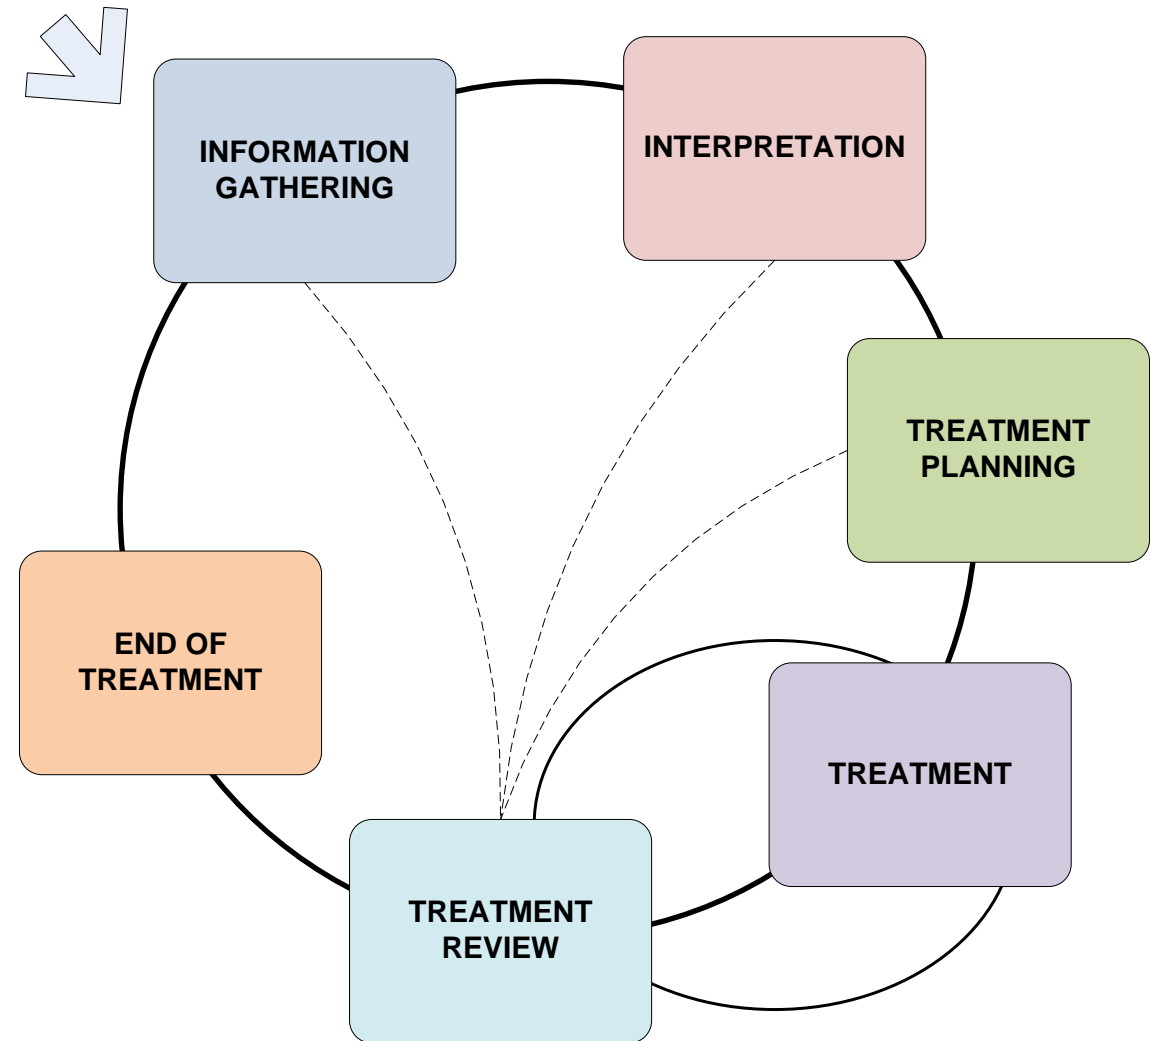 INFORMATION
GATHERING
INTERPRETATION
TREATMENT
PLANNING
TREATMENT
TREATMENT
REVIEW
END OF
TREATMENT